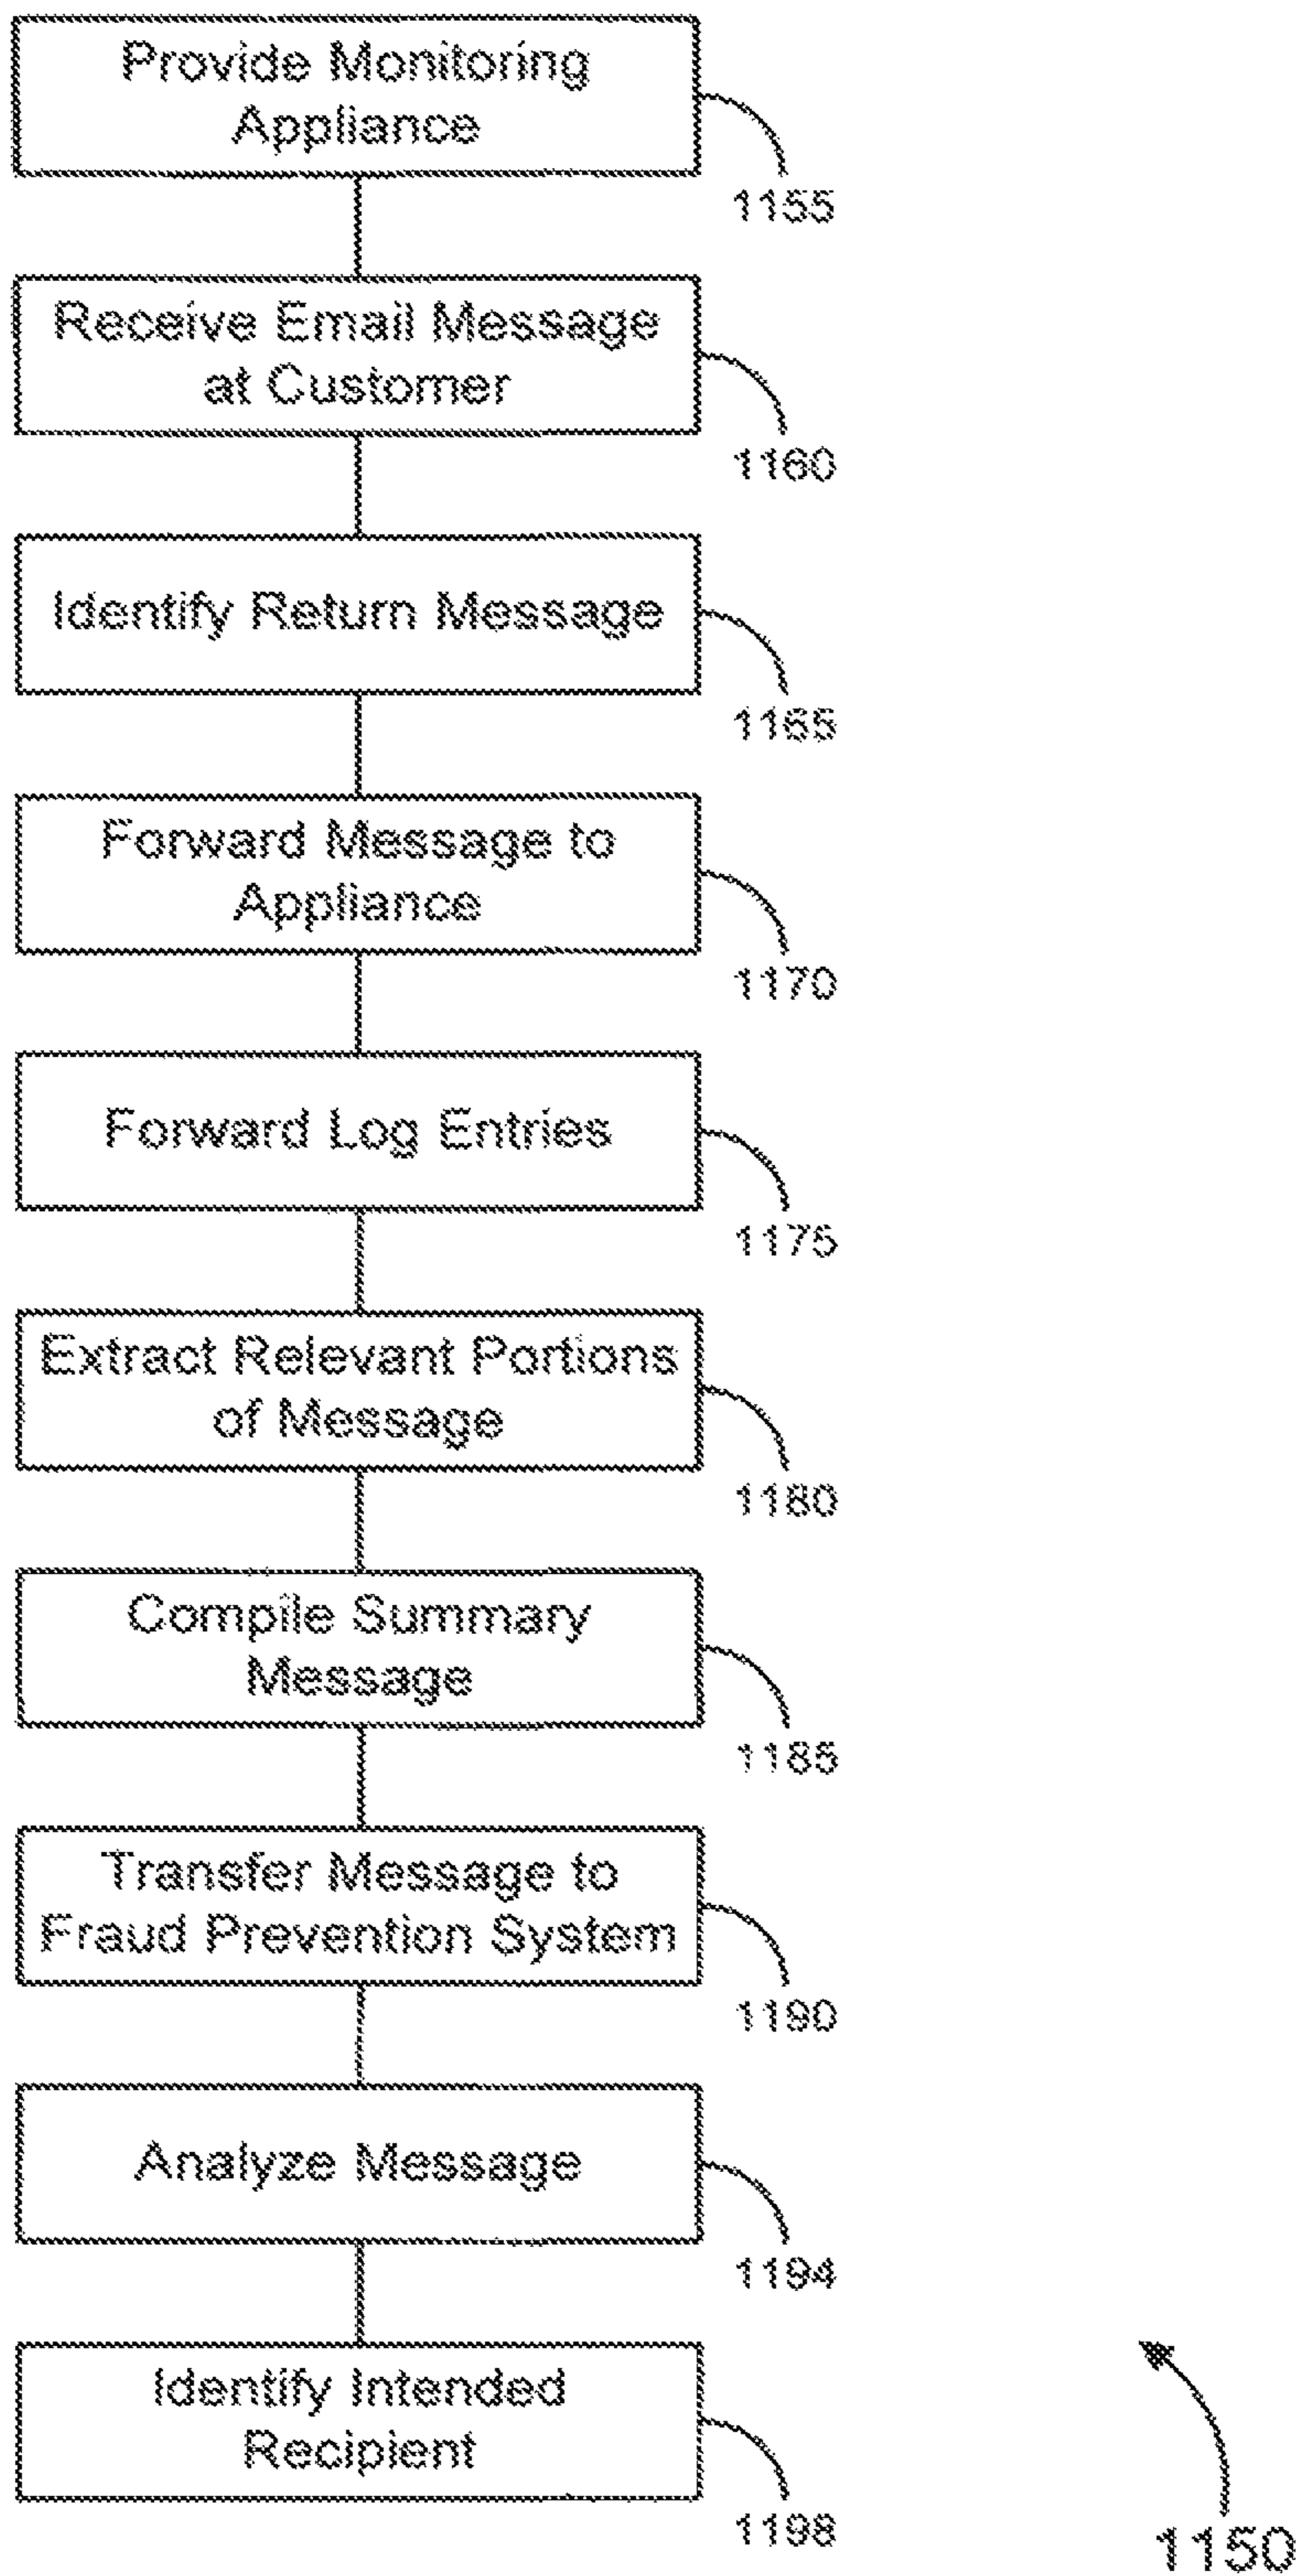 Provide Monitoring
Appliance
1155
Receive Email Message
at Customer
1160
Identify Return Message
1165
Forward Message to
Appliance
1170
Forward Log Entries
1175
Extract Relevant Portions
of Message
1180
Compile Summary
Message
1185
Transfer Message to
Fraud Prevention System
1190
Analyze Message
1194
Identify Intended
Recipient
1198
1150